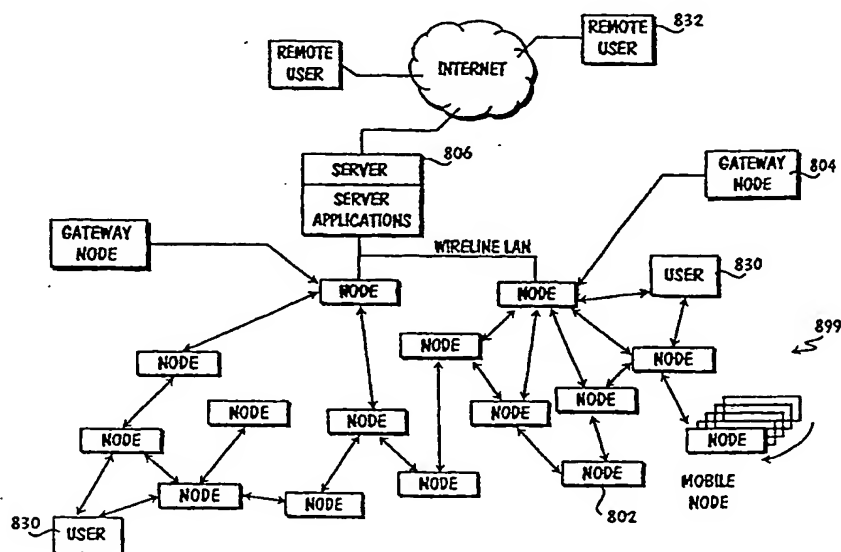 REMOTE
USER
832
REMOTE
USER
INTERNET
806
SERVER
SERVER
APPLICATIONS
GATEWAY
NODE
804
GATEWAY
NODE
WIRELINE LAN
NODE
NODE
USER
830
899
NODE
NODE
NODE
NODE
NODE
NODE
NODE
NODE
NODE
MOBILE
NODE
NODE
NODE
NODE
NODE
NODE
802
830
USER